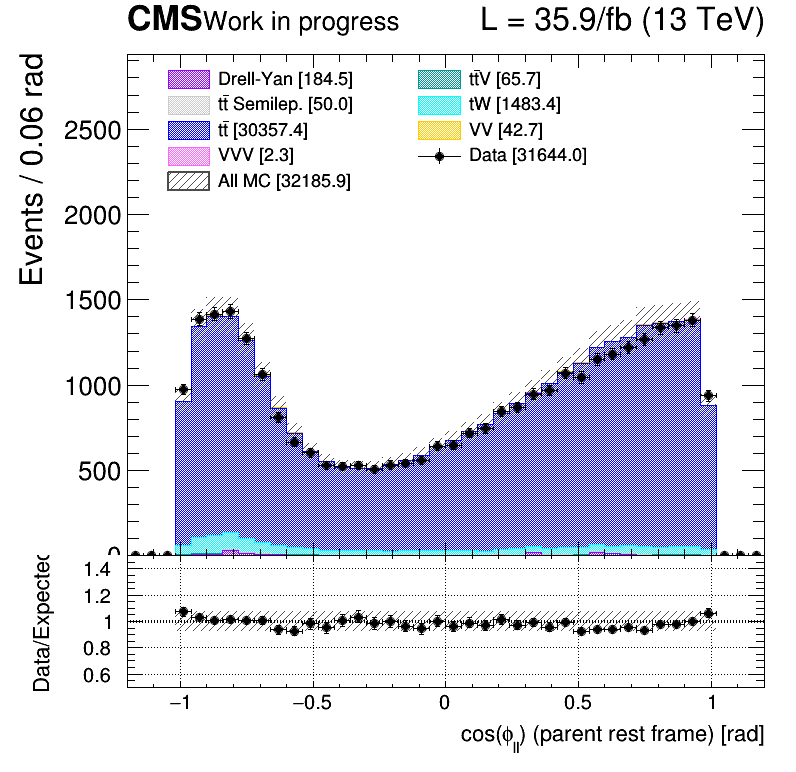 CMS Work in progress L = 35.9/fb (13 TeV)
Events / 0.06 rad
Drell-Yan [184.5] tt̄V [65.7]
tt̄ Semilep. [50.0] tW [1483.4]
tt̄ [30357.4] VV [42.7]
VVV [2.3] Data [31644.0]
All MC [32185.9]
2500
2000
1500
1000
500
0
Data/Expected
1.4
1.2
1
0.8
0.6
−1 −0.5 0 0.5 1
cos(ϕll) (parent rest frame) [rad]